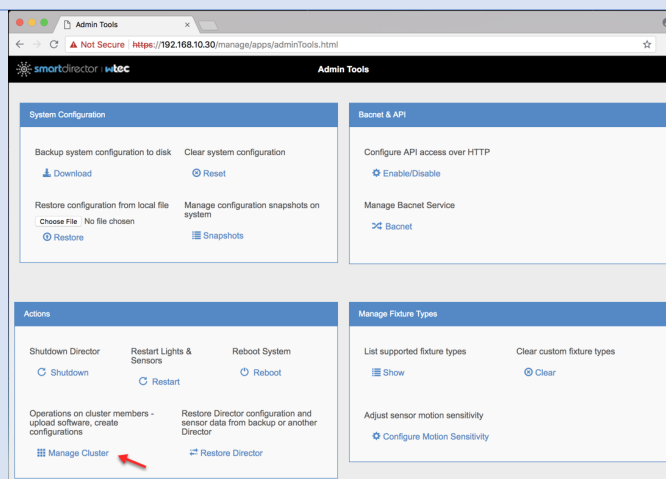 Admin Tools
Not Secure https://192.168.10.30/manage/apps/adminTools.html
smartdirector wtec
Admin Tools
System Configuration
Backup system configuration to disk
Download
Clear system configuration
Reset
Restore configuration from local file
Choose File No file chosen
Restore
Manage configuration snapshots on
system
Snapshots
Bacnet & API
Configure API access over HTTP
Enable/Disable
Manage Bacnet Service
Bacnet
Actions
Shutdown Director
Shutdown
Restart Lights &
Sensors
Restart
Reboot System
Reboot
Operations on cluster members -
upload software, create
configurations
Manage Cluster
Restore Director configuration and
sensor data from backup or another
Director
Restore Director
Manage Fixture Types
List supported fixture types
Show
Clear custom fixture types
Clear
Adjust sensor motion sensitivity
Configure Motion Sensitivity